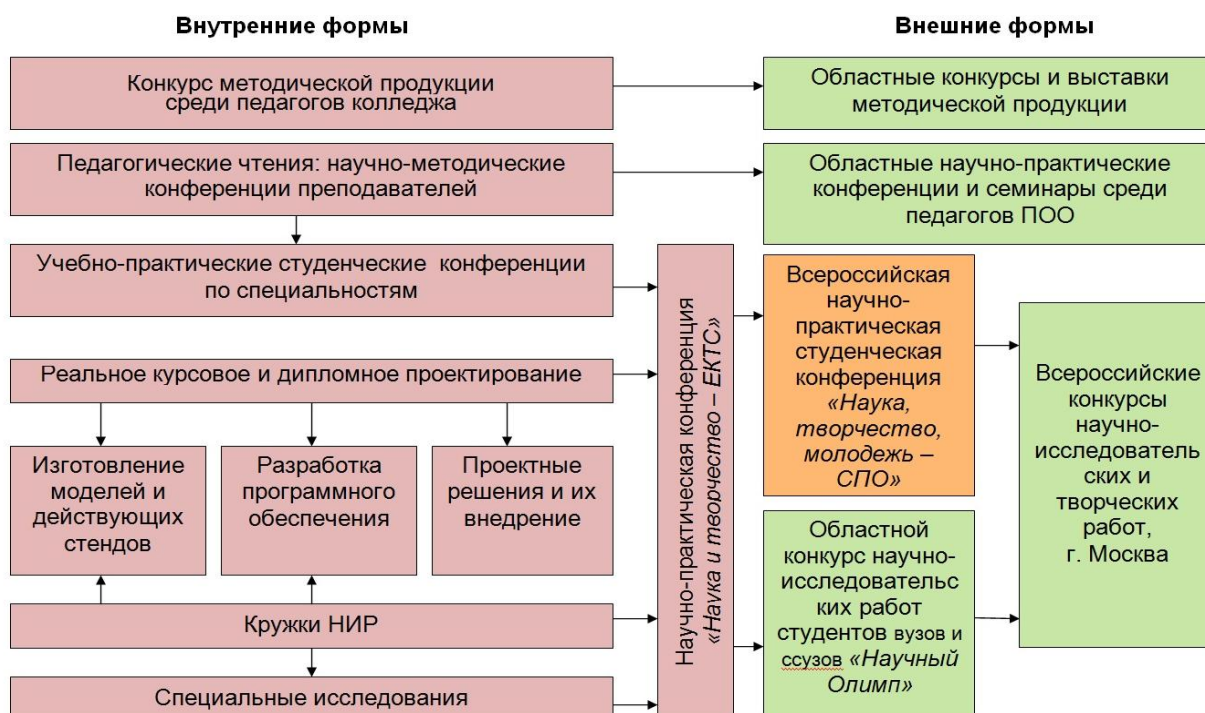 Внутренние формы
Внешние формы
Конкурс методической продукции
среди педагогов колледжа
Областные конкурсы и выставки
методической продукции
Педагогические чтения: научно-методические
конференции преподавателей
Областные научно-практические
конференции и семинары среди
педагогов ПОО
Учебно-практические студенческие конференции
по специальностям
Реальное курсовое и дипломное проектирование
Изготовление
моделей и
действующих
стендов
Разработка
программного
обеспечения
Проектные
решения и их
внедрение
Кружки НИР
Специальные исследования
Научно-практическая конференция
«Наука и творчество – ЕКТС»
Всероссийская
научно-
практическая
студенческая
конференция
«Наука,
творчество,
молодежь –
СПО»
Областной
конкурс научно-
исследовательс
ких работ
студентов вузов и
ссузов «Научный
Олимп»
Всероссийские
конкурсы
научно-
исследователь
ских и
творческих
работ,
г. Москва